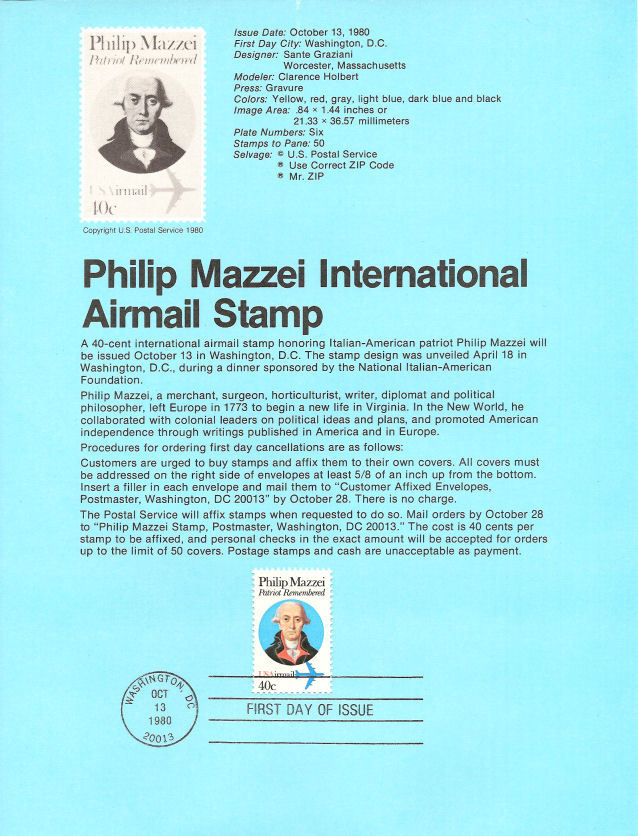 Philip Mazzei
Patriot Remembered
USAirmail
40c
Copyright U.S. Postal Service 1980
Issue Date: October 13, 1980
First Day City: Washington, D.C.
Designer: Sante Graziani
Worcester, Massachusetts
Modeler: Clarence Holbert
Press: Gravure
Colors: Yellow, red, gray, light blue, dark blue and black
Image Area: .84 × 1.44 inches or
21.33 × 36.57 millimeters
Plate Numbers: Six
Stamps to Pane: 50
Selvage: © U.S. Postal Service
® Use Correct ZIP Code
® Mr. ZIP
Philip Mazzei International
Airmail Stamp
A 40-cent international airmail stamp honoring Italian-American patriot Philip Mazzei will
be issued October 13 in Washington, D.C. The stamp design was unveiled April 18 in
Washington, D.C., during a dinner sponsored by the National Italian-American
Foundation.
Philip Mazzei, a merchant, surgeon, horticulturist, writer, diplomat and political
philosopher, left Europe in 1773 to begin a new life in Virginia. In the New World, he
collaborated with colonial leaders on political ideas and plans, and promoted American
independence through writings published in America and in Europe.
Procedures for ordering first day cancellations are as follows:
Customers are urged to buy stamps and affix them to their own covers. All covers must
be addressed on the right side of envelopes at least 5/8 of an inch up from the bottom.
Insert a filler in each envelope and mail them to "Customer Affixed Envelopes,
Postmaster, Washington, DC 20013" by October 28. There is no charge.
The Postal Service will affix stamps when requested to do so. Mail orders by October 28
to "Philip Mazzei Stamp, Postmaster, Washington, DC 20013." The cost is 40 cents per
stamp to be affixed, and personal checks in the exact amount will be accepted for orders
up to the limit of 50 covers. Postage stamps and cash are unacceptable as payment.
Philip Mazzei
Patriot Remembered
USAirmail
40c
WASHINGTON, DC
OCT
13
1980
20013
FIRST DAY OF ISSUE